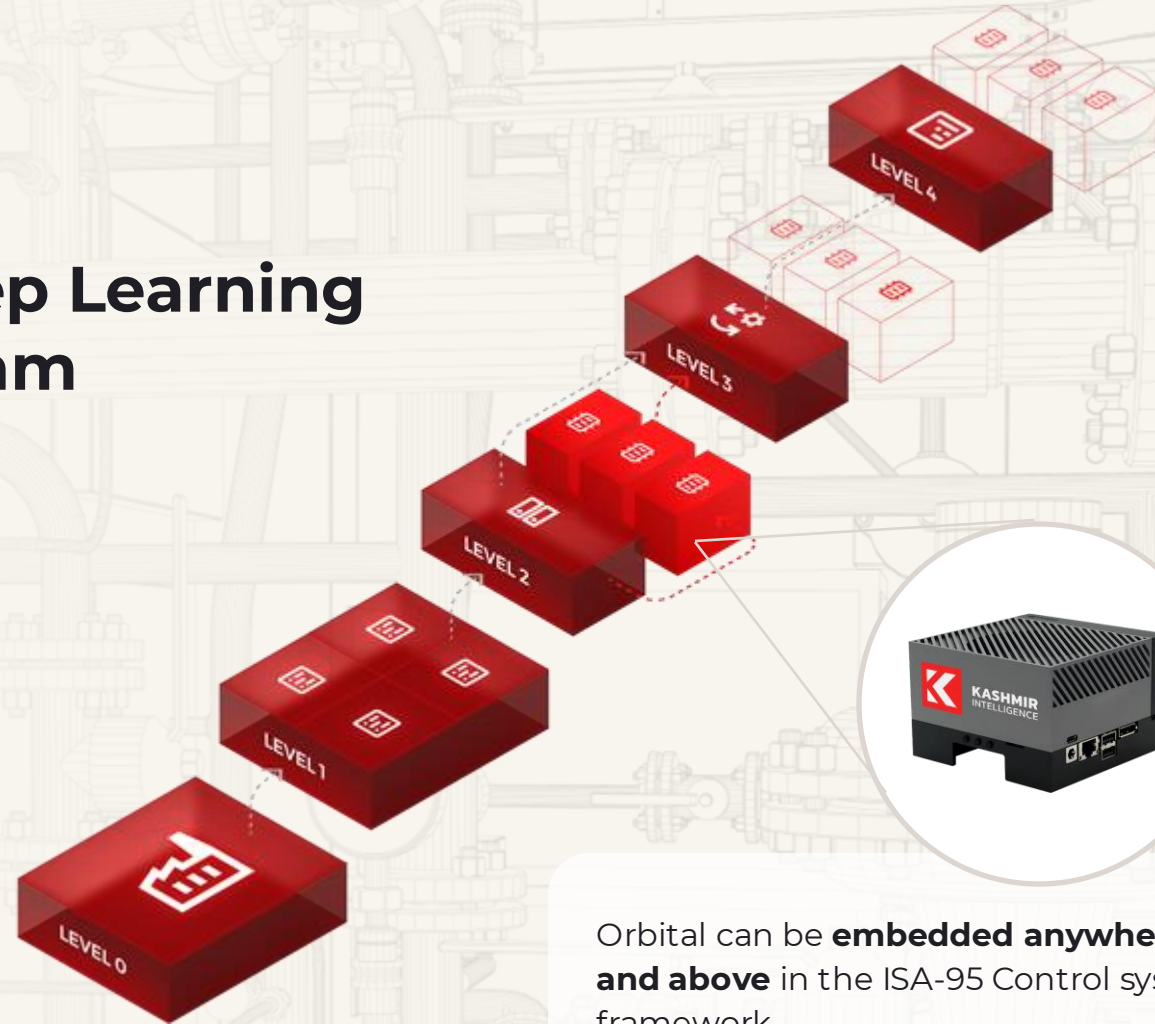 LEVEL 4
ep Learning
LEVEL 3
am
LEVEL 2
KASHMIR
INTELLIGENCE
LEVEL 1
LEVEL 0
Orbital can be embedded anywhe
and above in the ISA-95 Control sys
framework